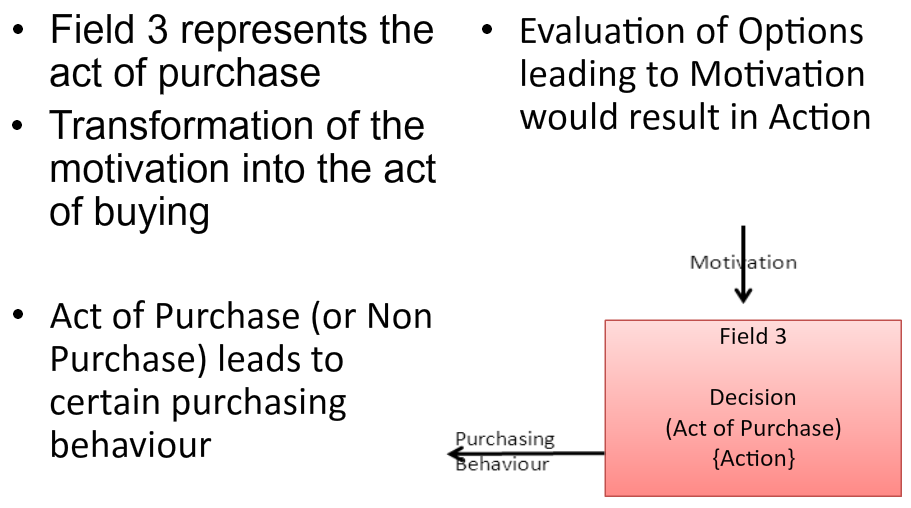 • Field 3 represents the
act of purchase
• Transformation of the
motivation into the act
of buying
• Act of Purchase (or Non
Purchase) leads to
certain purchasing
behaviour
• Evaluation of Options
leading to Motivation
would result in Action
Motivation
Field 3
Decision
(Act of Purchase)
{Action}
Purchasing
Behaviour